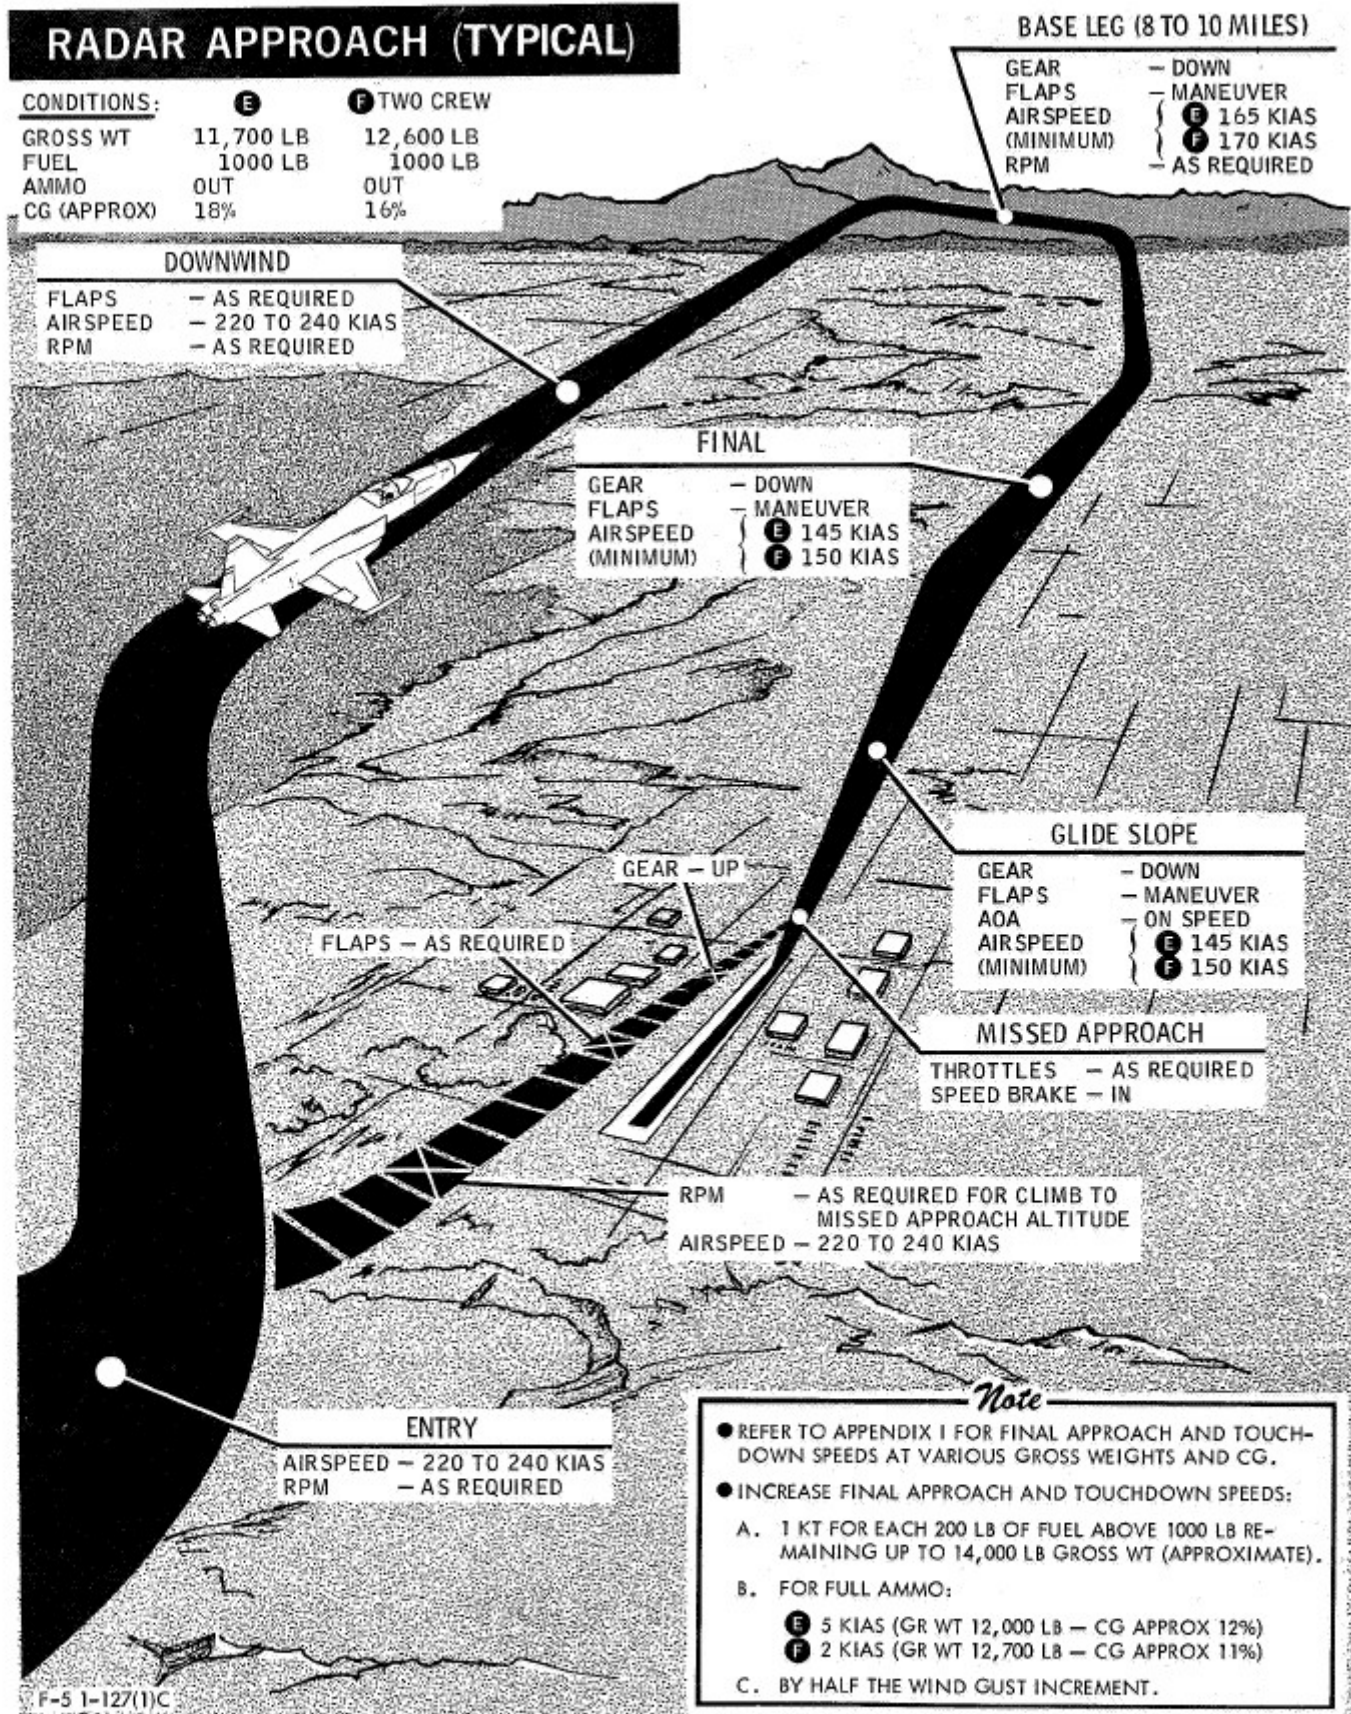 RADAR APPROACH (TYPICAL)
CONDITIONS: E F TWO CREW
GROSS WT 11,700 LB 12,600 LB
FUEL 1000 LB 1000 LB
AMMO OUT OUT
CG (APPROX) 18% 16%
BASE LEG (8 TO 10 MILES)
GEAR — DOWN
FLAPS — MANEUVER
AIRSPEED E 165 KIAS
(MINIMUM) F 170 KIAS
RPM — AS REQUIRED
DOWNWIND
FLAPS — AS REQUIRED
AIRSPEED — 220 TO 240 KIAS
RPM — AS REQUIRED
FINAL
GEAR — DOWN
FLAPS — MANEUVER
AIRSPEED E 145 KIAS
(MINIMUM) F 150 KIAS
GLIDE SLOPE
GEAR — DOWN
FLAPS — MANEUVER
AOA — ON SPEED
AIRSPEED E 145 KIAS
(MINIMUM) F 150 KIAS
GEAR — UP
FLAPS — AS REQUIRED
MISSED APPROACH
THROTTLES — AS REQUIRED
SPEED BRAKE — IN
RPM — AS REQUIRED FOR CLIMB TO
MISSED APPROACH ALTITUDE
AIRSPEED — 220 TO 240 KIAS
ENTRY
AIRSPEED — 220 TO 240 KIAS
RPM — AS REQUIRED
Note
● REFER TO APPENDIX I FOR FINAL APPROACH AND TOUCH-
DOWN SPEEDS AT VARIOUS GROSS WEIGHTS AND CG.
● INCREASE FINAL APPROACH AND TOUCHDOWN SPEEDS:
A. 1 KT FOR EACH 200 LB OF FUEL ABOVE 1000 LB RE-
MAINING UP TO 14,000 LB GROSS WT (APPROXIMATE).
B. FOR FULL AMMO:
E 5 KIAS (GR WT 12,000 LB — CG APPROX 12%)
F 2 KIAS (GR WT 12,700 LB — CG APPROX 11%)
C. BY HALF THE WIND GUST INCREMENT.
F-5 1-127(1)C